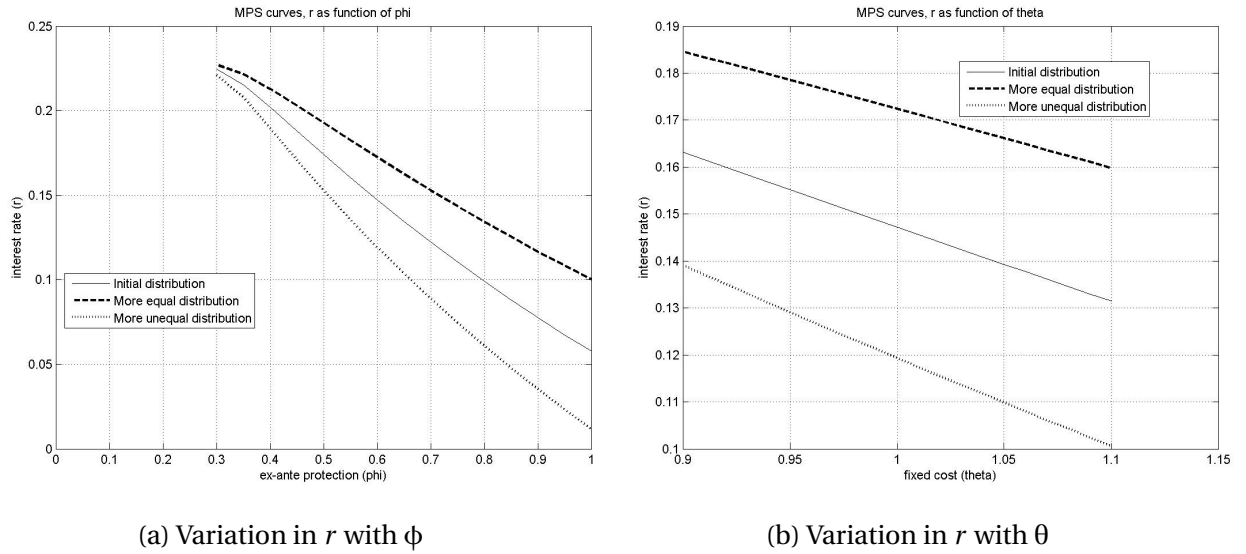 MPS curves, r as function of phi
0.25
0.2
0.15
0.1
0.05
0
interest rate (r)
Initial distribution
More equal distribution
More unequal distribution
0 0.1 0.2 0.3 0.4 0.5 0.6 0.7 0.8 0.9 1
ex-ante protection (phi)
(a) Variation in r with ϕ
MPS curves, r as function of theta
0.19
0.18
0.17
0.16
0.15
0.14
0.13
0.12
0.11
0.1
interest rate (r)
Initial distribution
More equal distribution
More unequal distribution
0.9 0.95 1 1.05 1.1 1.15
fixed cost (theta)
(b) Variation in r with θ